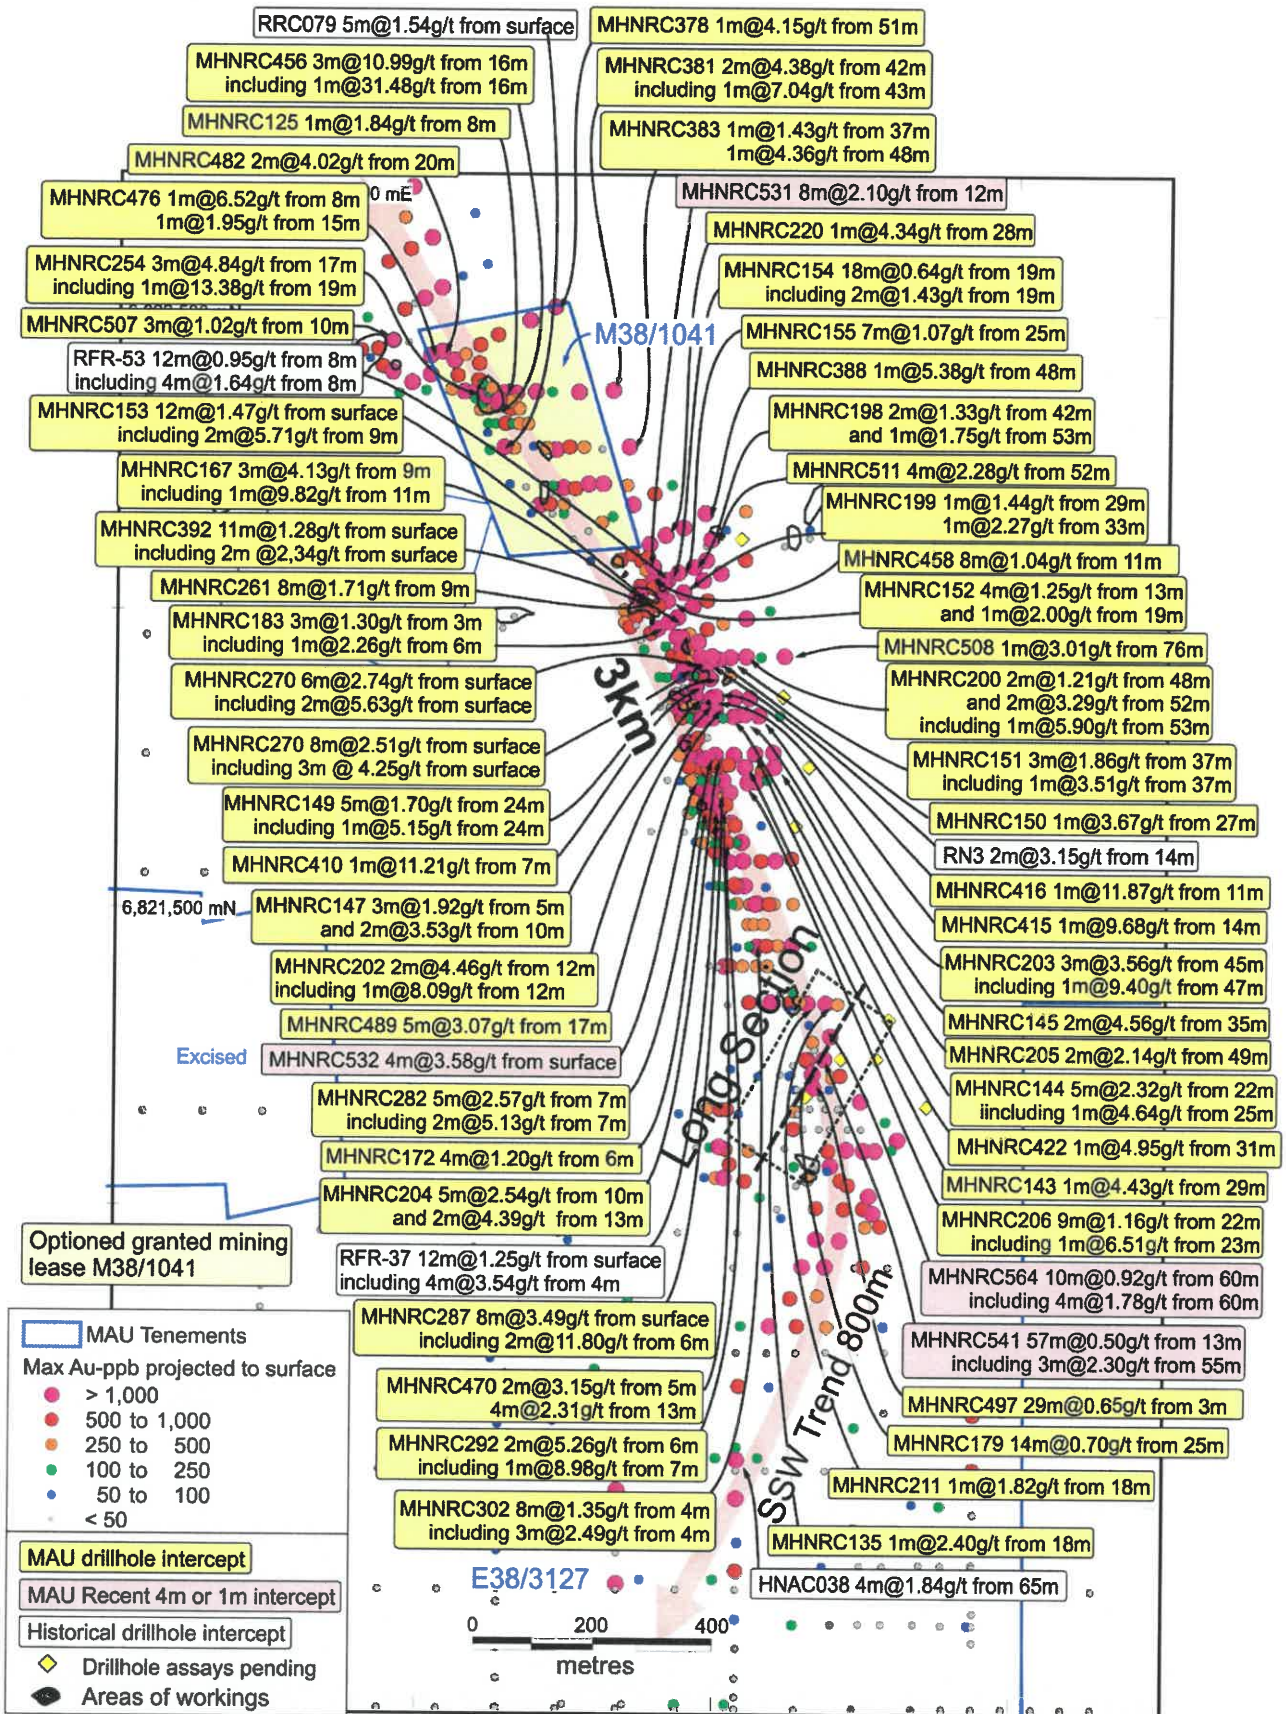 RRC079 5m@1.54g/t from surface
MHNRC456 3m@10.99g/t from 16m
including 1m@31.48g/t from 16m
MHNRC125 1m@1.84g/t from 8m
MHNRC482 2m@4.02g/t from 20m
MHNRC476 1m@6.52g/t from 8m
1m@1.95g/t from 15m
0 mE
MHNRC254 3m@4.84g/t from 17m
including 1m@13.38g/t from 19m
MHNRC507 3m@1.02g/t from 10m
RFR-53 12m@0.95g/t from 8m
including 4m@1.64g/t from 8m
MHNRC153 12m@1.47g/t from surface
including 2m@5.71g/t from 9m
MHNRC167 3m@4.13g/t from 9m
including 1m@9.82g/t from 11m
MHNRC392 11m@1.28g/t from surface
including 2m @2,34g/t from surface
MHNRC261 8m@1.71g/t from 9m
MHNRC183 3m@1.30g/t from 3m
including 1m@2.26g/t from 6m
MHNRC270 6m@2.74g/t from surface
including 2m@5.63g/t from surface
MHNRC270 8m@2.51g/t from surface
including 3m @ 4.25g/t from surface
MHNRC149 5m@1.70g/t from 24m
including 1m@5.15g/t from 24m
MHNRC410 1m@11.21g/t from 7m
6,821,500 mN
MHNRC147 3m@1.92g/t from 5m
and 2m@3.53g/t from 10m
MHNRC202 2m@4.46g/t from 12m
including 1m@8.09g/t from 12m
MHNRC489 5m@3.07g/t from 17m
Excised
MHNRC532 4m@3.58g/t from surface
MHNRC282 5m@2.57g/t from 7m
including 2m@5.13g/t from 7m
MHNRC172 4m@1.20g/t from 6m
MHNRC204 5m@2.54g/t from 10m
and 2m@4.39g/t from 13m
RFR-37 12m@1.25g/t from surface
including 4m@3.54g/t from 4m
MHNRC287 8m@3.49g/t from surface
including 2m@11.80g/t from 6m
MHNRC470 2m@3.15g/t from 5m
4m@2.31g/t from 13m
MHNRC292 2m@5.26g/t from 6m
including 1m@8.98g/t from 7m
MHNRC302 8m@1.35g/t from 4m
including 3m@2.49g/t from 4m
MHNRC378 1m@4.15g/t from 51m
MHNRC381 2m@4.38g/t from 42m
including 1m@7.04g/t from 43m
MHNRC383 1m@1.43g/t from 37m
1m@4.36g/t from 48m
MHNRC531 8m@2.10g/t from 12m
MHNRC220 1m@4.34g/t from 28m
MHNRC154 18m@0.64g/t from 19m
including 2m@1.43g/t from 19m
M38/1041
MHNRC155 7m@1.07g/t from 25m
MHNRC388 1m@5.38g/t from 48m
MHNRC198 2m@1.33g/t from 42m
and 1m@1.75g/t from 53m
MHNRC511 4m@2.28g/t from 52m
MHNRC199 1m@1.44g/t from 29m
1m@2.27g/t from 33m
MHNRC458 8m@1.04g/t from 11m
MHNRC152 4m@1.25g/t from 13m
and 1m@2.00g/t from 19m
MHNRC508 1m@3.01g/t from 76m
MHNRC200 2m@1.21g/t from 48m
and 2m@3.29g/t from 52m
including 1m@5.90g/t from 53m
MHNRC151 3m@1.86g/t from 37m
including 1m@3.51g/t from 37m
MHNRC150 1m@3.67g/t from 27m
RN3 2m@3.15g/t from 14m
MHNRC416 1m@11.87g/t from 11m
MHNRC415 1m@9.68g/t from 14m
MHNRC203 3m@3.56g/t from 45m
including 1m@9.40g/t from 47m
MHNRC145 2m@4.56g/t from 35m
MHNRC205 2m@2.14g/t from 49m
MHNRC144 5m@2.32g/t from 22m
iincluding 1m@4.64g/t from 25m
MHNRC422 1m@4.95g/t from 31m
MHNRC143 1m@4.43g/t from 29m
MHNRC206 9m@1.16g/t from 22m
including 1m@6.51g/t from 23m
MHNRC564 10m@0.92g/t from 60m
including 4m@1.78g/t from 60m
MHNRC541 57m@0.50g/t from 13m
including 3m@2.30g/t from 55m
MHNRC497 29m@0.65g/t from 3m
MHNRC179 14m@0.70g/t from 25m
MHNRC211 1m@1.82g/t from 18m
MHNRC135 1m@2.40g/t from 18m
HNAC038 4m@1.84g/t from 65m
3km
Long Section
SSW Trend 800m
E38/3127
0 200 400
metres
Optioned granted mining
lease M38/1041
MAU Tenements
Max Au-ppb projected to surface
> 1,000
500 to 1,000
250 to 500
100 to 250
50 to 100
< 50
MAU drillhole intercept
MAU Recent 4m or 1m intercept
Historical drillhole intercept
Drillhole assays pending
Areas of workings